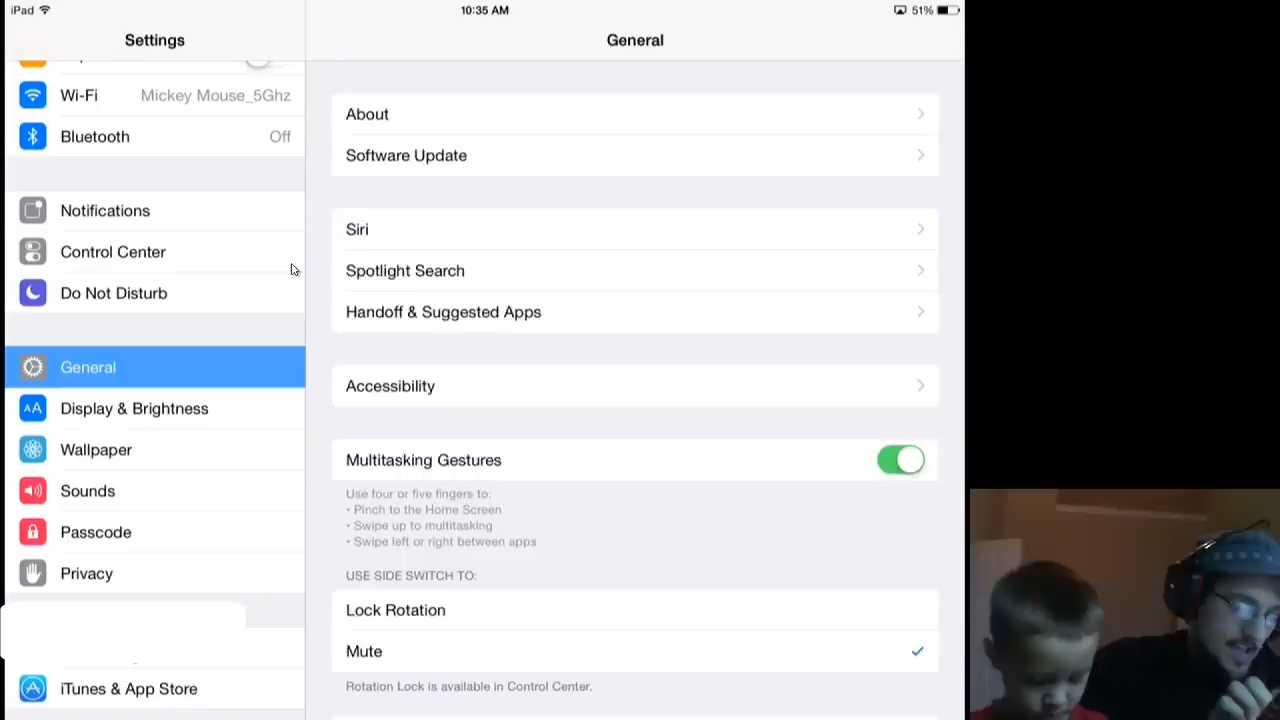 iPad
10:35 AM
51%
Settings
General
Wi-Fi
Mickey Mouse_5Ghz
Bluetooth
Off
Notifications
Control Center
Do Not Disturb
General
AA
Display & Brightness
Wallpaper
Sounds
Passcode
Privacy
iTunes & App Store
About
Software Update
Siri
Spotlight Search
Handoff & Suggested Apps
Accessibility
Multitasking Gestures
Use four or five fingers to:
• Pinch to the Home Screen
• Swipe up to multitasking
• Swipe left or right between apps
USE SIDE SWITCH TO:
Lock Rotation
Mute
Rotation Lock is available in Control Center.